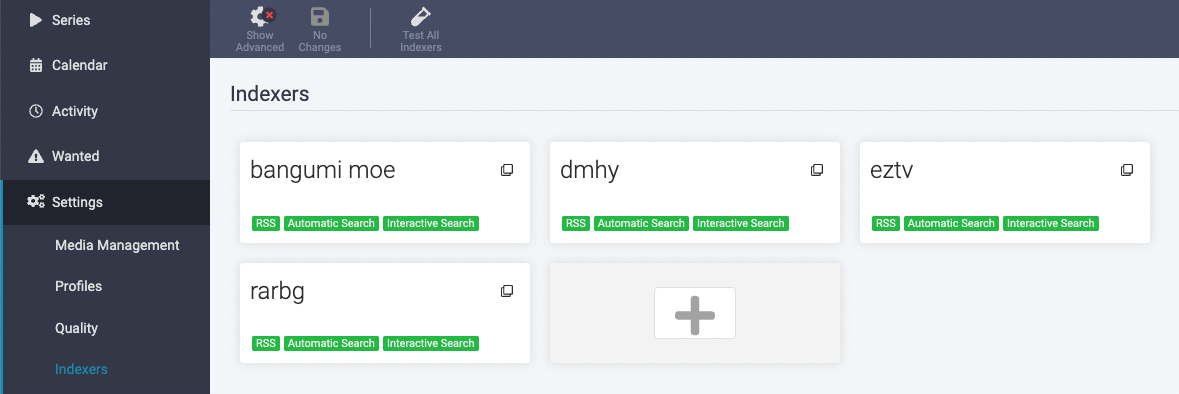 Series
Calendar
Activity
Wanted
Settings
Media Management
Profiles
Quality
Indexers
Show
Advanced
No
Changes
Test All
Indexers
Indexers
bangumi moe
RSS Automatic Search Interactive Search
dmhy
RSS Automatic Search Interactive Search
eztv
RSS Automatic Search Interactive Search
rarbg
RSS Automatic Search Interactive Search